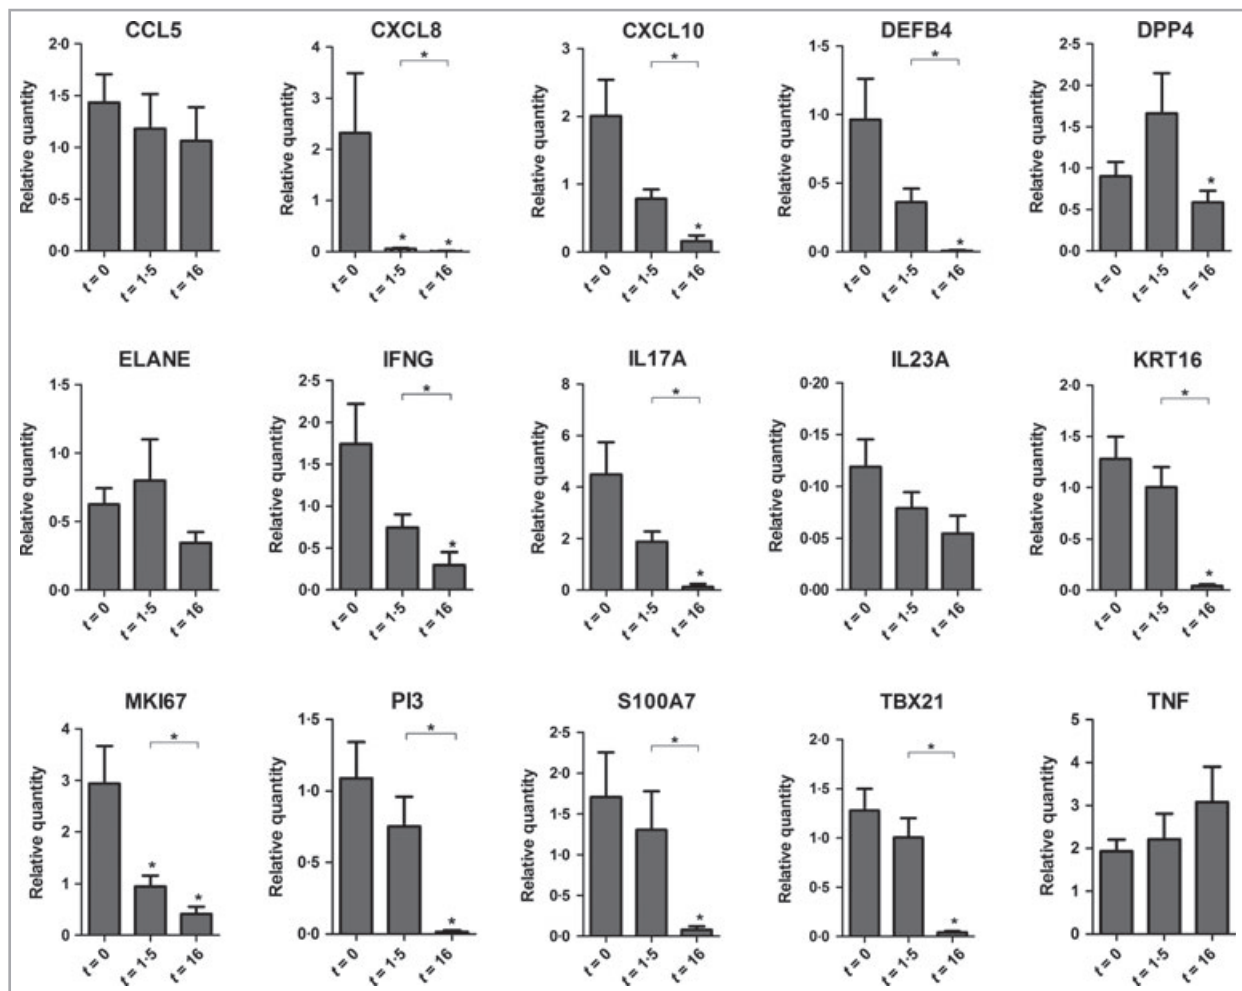 CCL5
Relative quantity
2·0
1·5
1·0
0·5
0·0
t = 0
t = 1·5
t = 16
CXCL8
Relative quantity
4
3
2
1
0
*
*
*
t = 0
t = 1·5
t = 16
CXCL10
Relative quantity
3
2
1
0
*
*
t = 0
t = 1·5
t = 16
DEFB4
Relative quantity
1·5
1·0
0·5
0·0
*
*
t = 0
t = 1·5
t = 16
DPP4
Relative quantity
2·5
2·0
1·5
1·0
0·5
0·0
*
t = 0
t = 1·5
t = 16
ELANE
Relative quantity
1·5
1·0
0·5
0·0
t = 0
t = 1·5
t = 16
IFNG
Relative quantity
2·5
2·0
1·5
1·0
0·5
0·0
*
*
t = 0
t = 1·5
t = 16
IL17A
Relative quantity
8
6
4
2
0
*
*
t = 0
t = 1·5
t = 16
IL23A
Relative quantity
0·20
0·15
0·10
0·05
0·00
t = 0
t = 1·5
t = 16
KRT16
Relative quantity
2·0
1·5
1·0
0·5
0·0
*
*
t = 0
t = 1·5
t = 16
MKI67
Relative quantity
4
3
2
1
0
*
*
*
t = 0
t = 1·5
t = 16
PI3
Relative quantity
1·5
1·0
0·5
0·0
*
*
t = 0
t = 1·5
t = 16
S100A7
Relative quantity
2·5
2·0
1·5
1·0
0·5
0·0
*
*
t = 0
t = 1·5
t = 16
TBX21
Relative quantity
2·0
1·5
1·0
0·5
0·0
*
*
t = 0
t = 1·5
t = 16
TNF
Relative quantity
5
4
3
2
1
0
t = 0
t = 1·5
t = 16